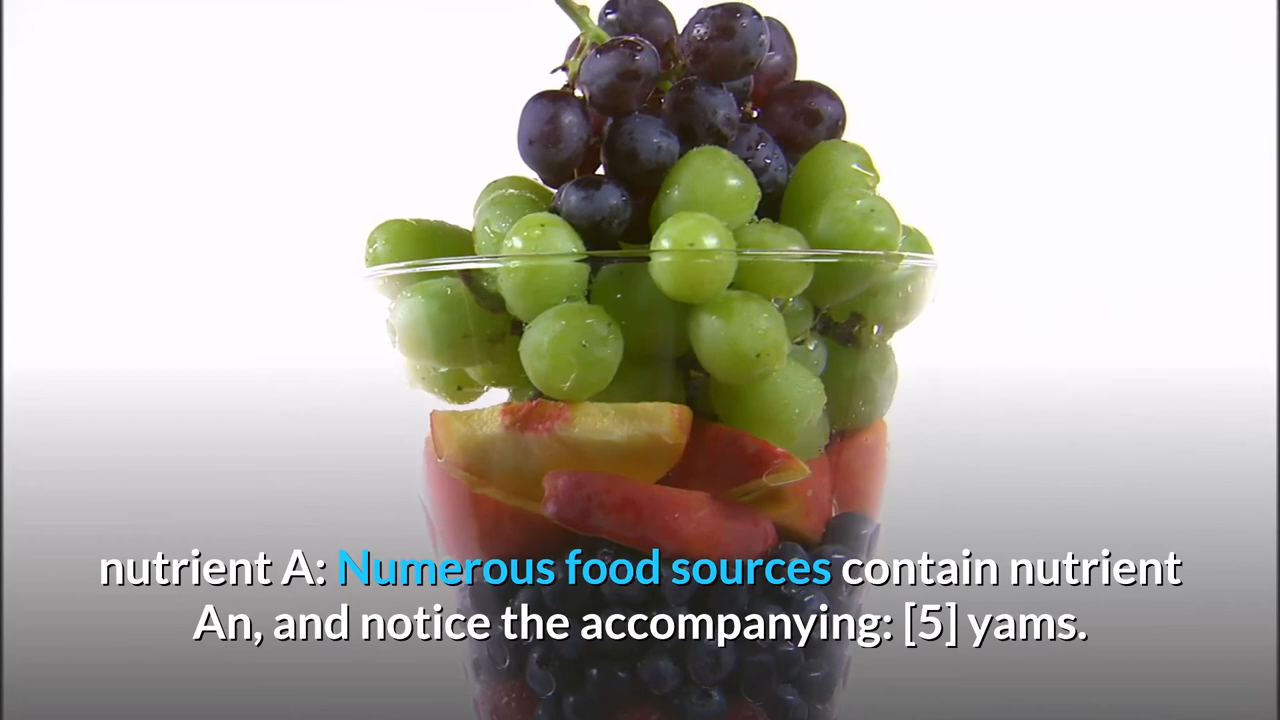 nutrient A: Numerous food sources contain nutrient
An, and notice the accompanying: [5] yams.